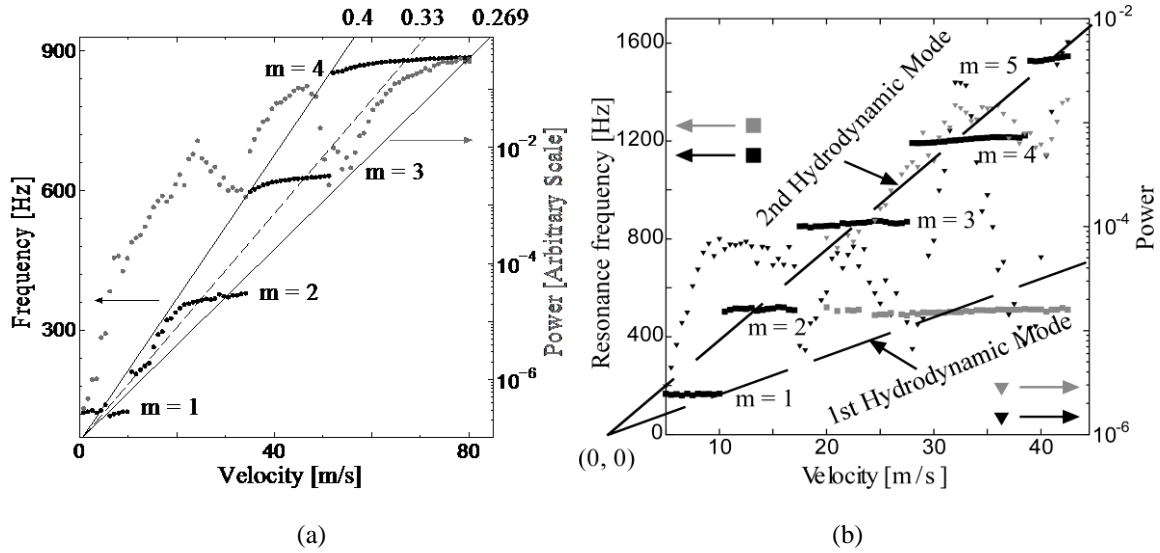 (a)
0.4 0.33 0.269
900
600
300
0 40 80
Frequency [Hz]
Velocity [m/s]
Power [Arbitrary Scale]
10⁻²
10⁻⁴
10⁻⁶
m = 4
m = 3
m = 2
m = 1
(b)
1600
1200
800
400
0
(0, 0)
10 20 30 40
Resonance frequency [Hz]
Velocity [m/s]
Power
10⁻²
10⁻⁴
10⁻⁶
2nd Hydrodynamic Mode
m = 5
m = 4
m = 3
m = 2
m = 1
1st Hydrodynamic Mode
(a) (b)